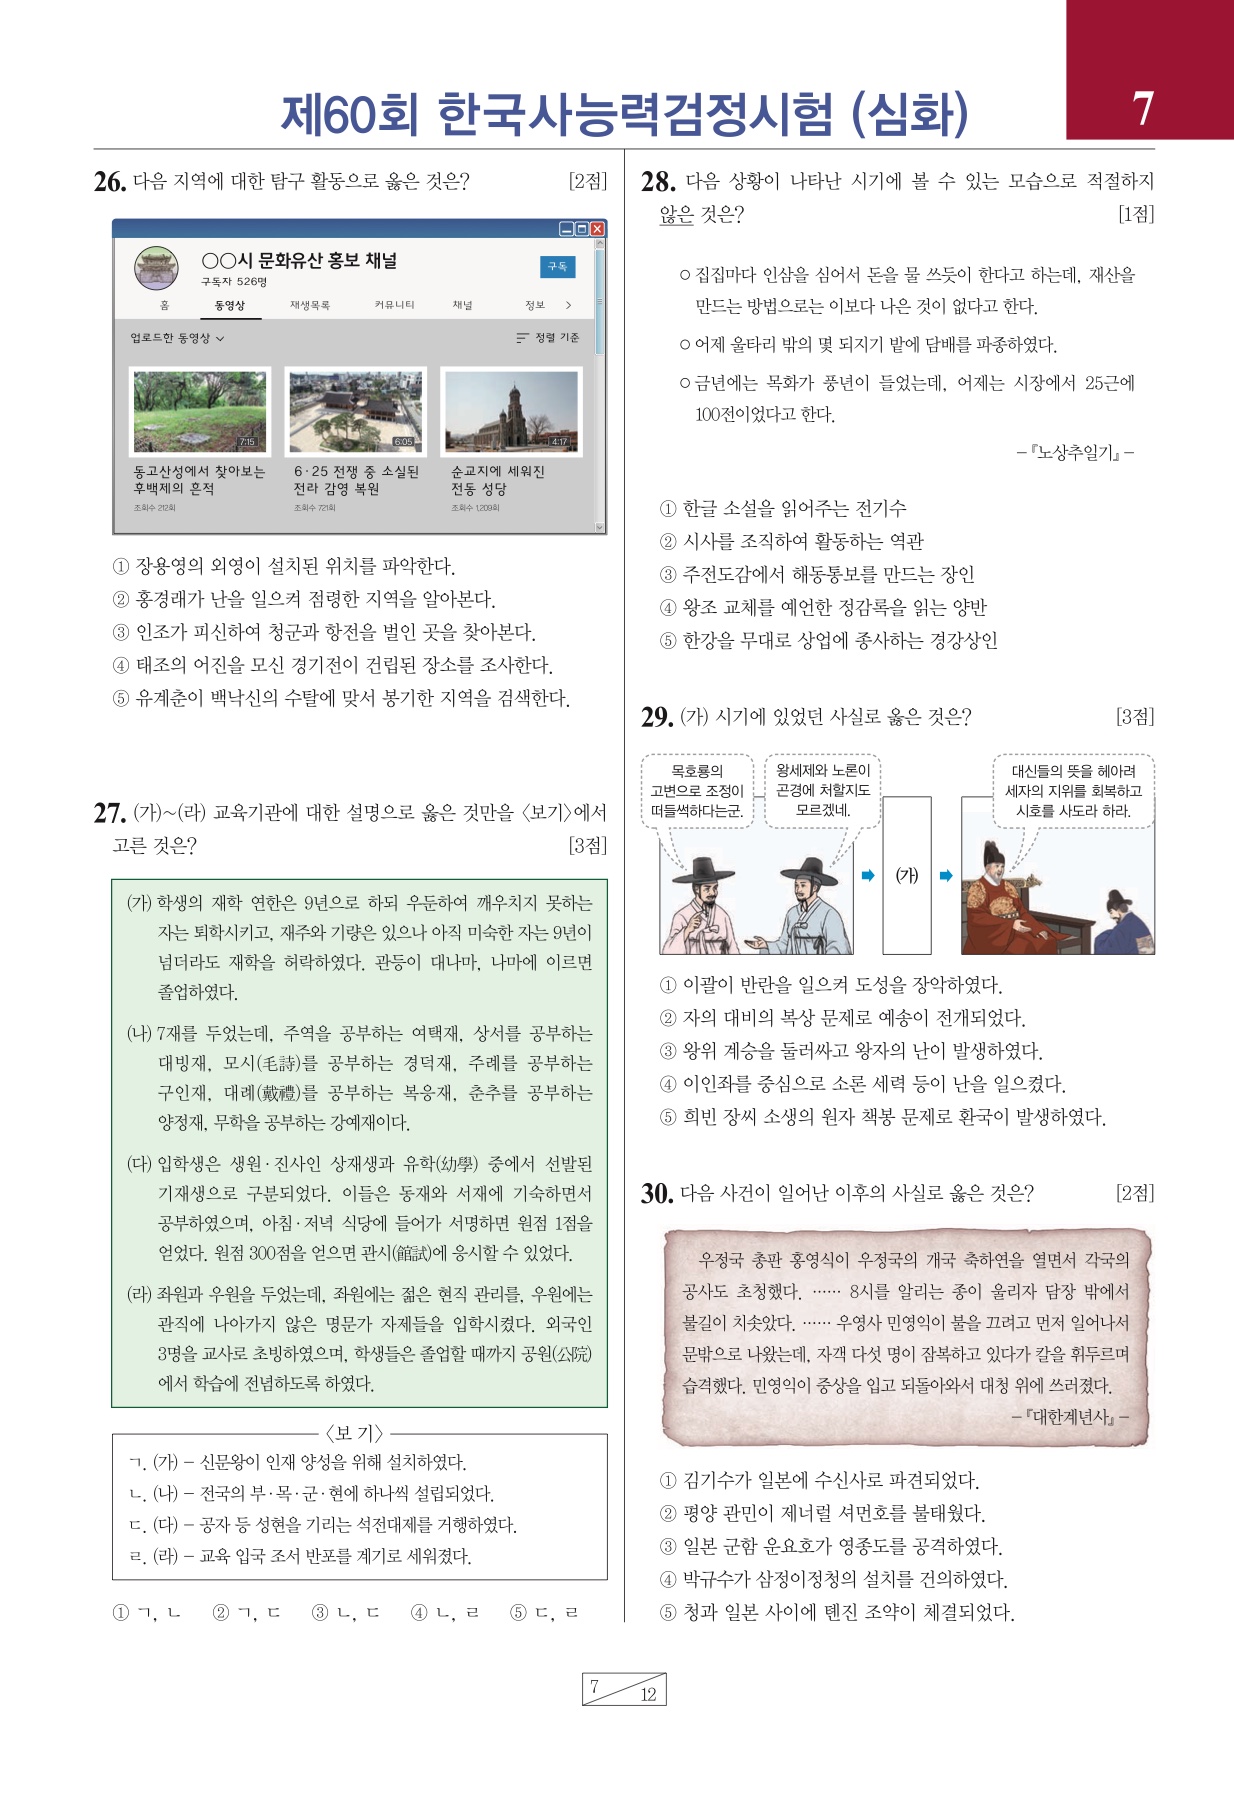 제60회 한국사능력검정시험 (심화)
7
26. 다음 지역에 대한 탐구 활동으로 옳은 것은? [2점]
○○시 문화유산 홍보 채널
구독자 526명
구독
홈 동영상 재생목록 커뮤니티 채널 정보 >
업로드한 동영상
정렬 기준
7:15
6:05
4:17
동고산성에서 찾아보는
후백제의 흔적
조회수 212회
6·25 전쟁 중 소실된
전라 감영 복원
조회수 721회
순교지에 세워진
전동 성당
조회수 1,209회
① 장용영의 외영이 설치된 위치를 파악한다.
② 홍경래가 난을 일으켜 점령한 지역을 알아본다.
③ 인조가 피신하여 청군과 항전을 벌인 곳을 찾아본다.
④ 태조의 어진을 모신 경기전이 건립된 장소를 조사한다.
⑤ 유계춘이 백낙신의 수탈에 맞서 봉기한 지역을 검색한다.
27. (가)~(라) 교육기관에 대한 설명으로 옳은 것만을 〈보기〉에서
고른 것은? [3점]
(가) 학생의 재학 연한은 9년으로 하되 우둔하여 깨우치지 못하는
자는 퇴학시키고, 재주와 기량은 있으나 아직 미숙한 자는 9년이
넘더라도 재학을 허락하였다. 관등이 대나마, 나마에 이르면
졸업하였다.
(나) 7재를 두었는데, 주역을 공부하는 여택재, 상서를 공부하는
대빙재, 모시(毛詩)를 공부하는 경덕재, 주례를 공부하는
구인재, 대례(戴禮)를 공부하는 복응재, 춘추를 공부하는
양정재, 무학을 공부하는 강예재이다.
(다) 입학생은 생원·진사인 상재생과 유학(幼學) 중에서 선발된
기재생으로 구분되었다. 이들은 동재와 서재에 기숙하면서
공부하였으며, 아침·저녁 식당에 들어가 서명하면 원점 1점을
얻었다. 원점 300점을 얻으면 관시(館試)에 응시할 수 있었다.
(라) 좌원과 우원을 두었는데, 좌원에는 젊은 현직 관리를, 우원에는
관직에 나아가지 않은 명문가 자제들을 입학시켰다. 외국인
3명을 교사로 초빙하였으며, 학생들은 졸업할 때까지 공원(公院)
에서 학습에 전념하도록 하였다.
〈보 기〉
ㄱ. (가) - 신문왕이 인재 양성을 위해 설치하였다.
ㄴ. (나) - 전국의 부·목·군·현에 하나씩 설립되었다.
ㄷ. (다) - 공자 등 성현을 기리는 석전대제를 거행하였다.
ㄹ. (라) - 교육 입국 조서 반포를 계기로 세워졌다.
① ㄱ, ㄴ ② ㄱ, ㄷ ③ ㄴ, ㄷ ④ ㄴ, ㄹ ⑤ ㄷ, ㄹ
28. 다음 상황이 나타난 시기에 볼 수 있는 모습으로 적절하지
않은 것은? [1점]
○ 집집마다 인삼을 심어서 돈을 물 쓰듯이 한다고 하는데, 재산을
만드는 방법으로는 이보다 나은 것이 없다고 한다.
○ 어제 울타리 밖의 몇 되지기 밭에 담배를 파종하였다.
○ 금년에는 목화가 풍년이 들었는데, 어제는 시장에서 25근에
100전이었다고 한다.
- 『노상추일기』 -
① 한글 소설을 읽어주는 전기수
② 시사를 조직하여 활동하는 역관
③ 주전도감에서 해동통보를 만드는 장인
④ 왕조 교체를 예언한 정감록을 읽는 양반
⑤ 한강을 무대로 상업에 종사하는 경강상인
29. (가) 시기에 있었던 사실로 옳은 것은? [3점]
목호룡의
고변으로 조정이
떠들썩하다는군.
왕세제와 노론이
곤경에 처할지도
모르겠네.
(가)
대신들의 뜻을 헤아려
세자의 지위를 회복하고
시호를 사도라 하라.
① 이괄이 반란을 일으켜 도성을 장악하였다.
② 자의 대비의 복상 문제로 예송이 전개되었다.
③ 왕위 계승을 둘러싸고 왕자의 난이 발생하였다.
④ 이인좌를 중심으로 소론 세력 등이 난을 일으켰다.
⑤ 희빈 장씨 소생의 원자 책봉 문제로 환국이 발생하였다.
30. 다음 사건이 일어난 이후의 사실로 옳은 것은? [2점]
우정국 총판 홍영식이 우정국의 개국 축하연을 열면서 각국의
공사도 초청했다. …… 8시를 알리는 종이 울리자 담장 밖에서
불길이 치솟았다. …… 우영사 민영익이 불을 끄려고 먼저 일어나서
문밖으로 나왔는데, 자객 다섯 명이 잠복하고 있다가 칼을 휘두르며
습격했다. 민영익이 중상을 입고 되돌아와서 대청 위에 쓰러졌다.
- 『대한계년사』 -
① 김기수가 일본에 수신사로 파견되었다.
② 평양 관민이 제너럴 셔먼호를 불태웠다.
③ 일본 군함 운요호가 영종도를 공격하였다.
④ 박규수가 삼정이정청의 설치를 건의하였다.
⑤ 청과 일본 사이에 톈진 조약이 체결되었다.
7
12